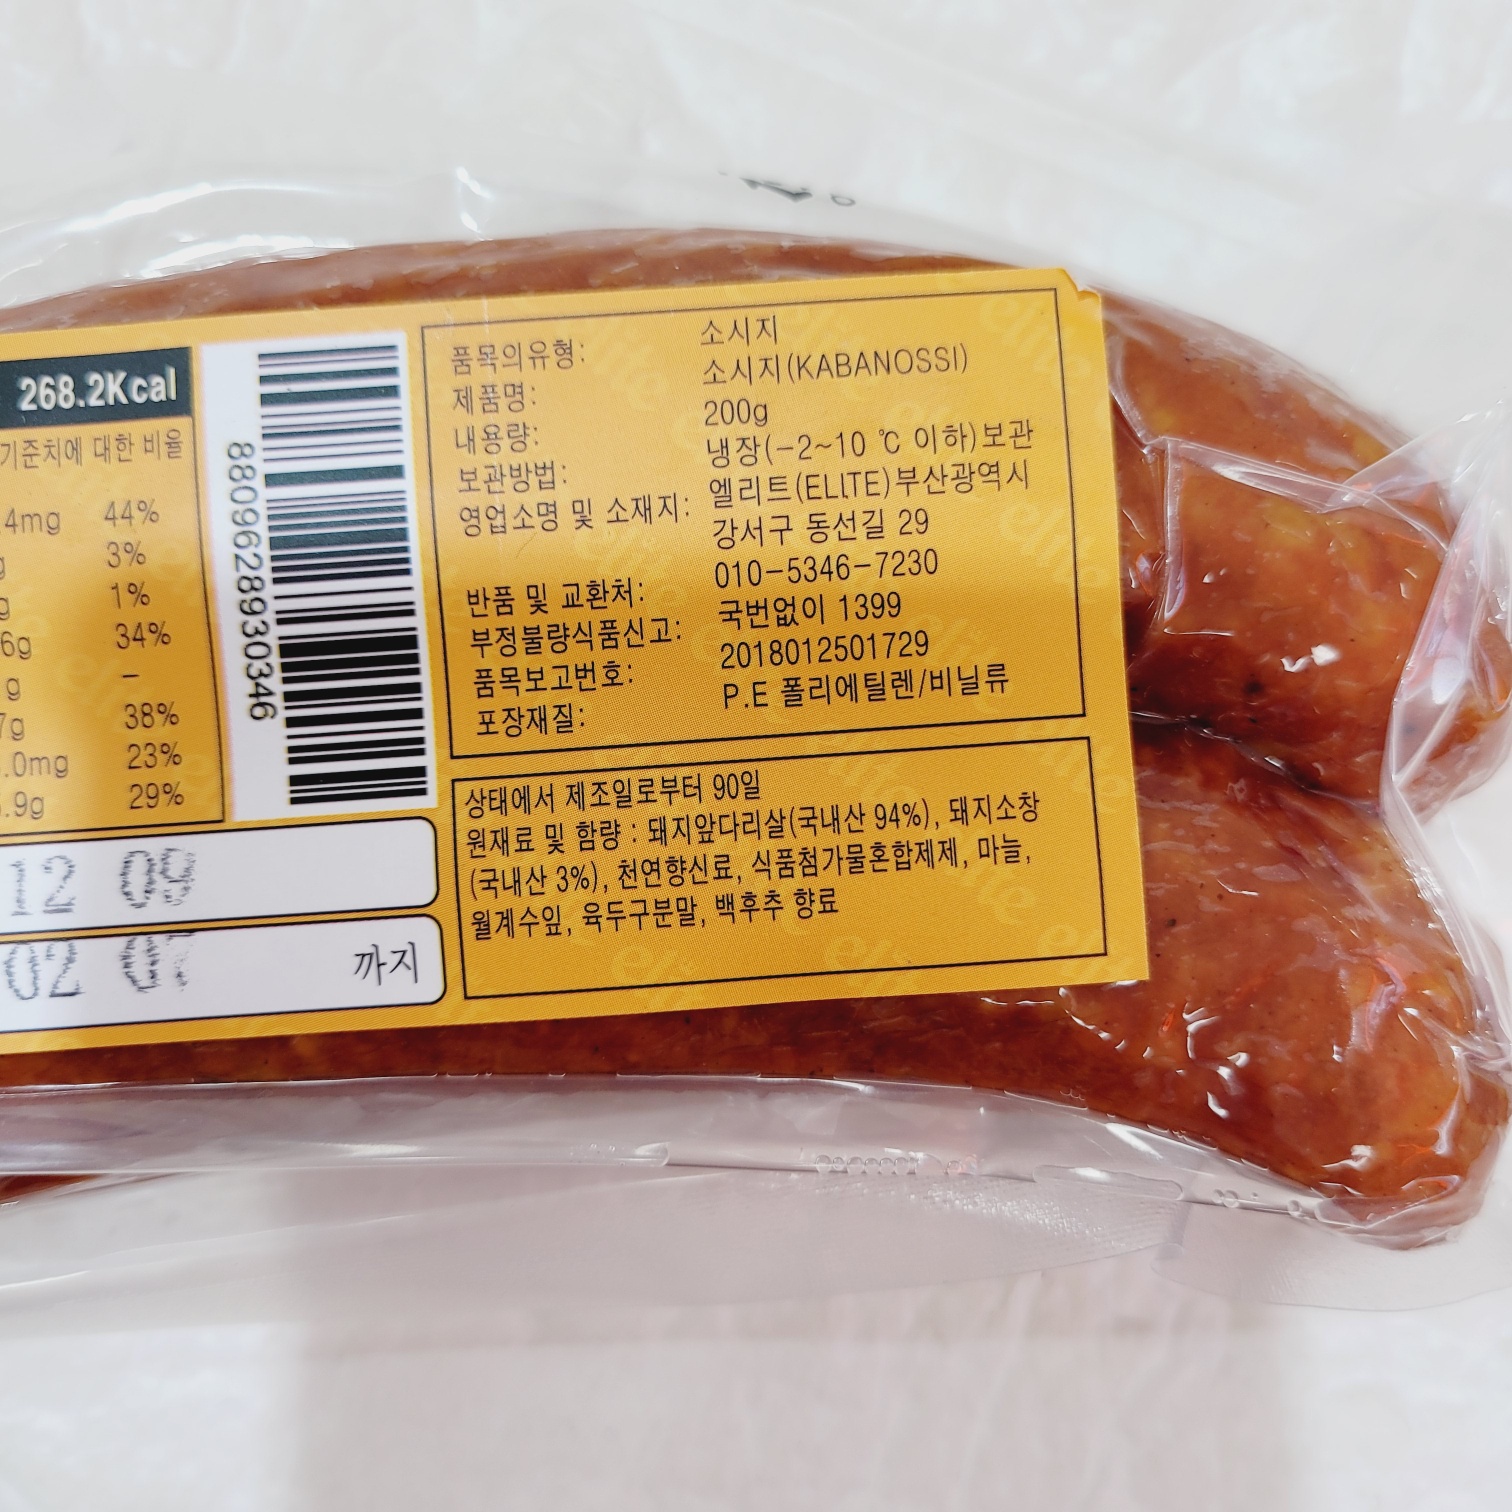 268.2Kcal
기준치에 대한 비율
4mg 44%
g 3%
g 1%
6g 34%
g -
7g 38%
.0mg 23%
.9g 29%
8809628930346
12
02
까지
품목의유형: 소시지
제품명: 소시지(KABANOSSI)
내용량: 200g
보관방법: 냉장(-2~10 ℃ 이하)보관
영업소명 및 소재지: 엘리트(ELITE)부산광역시
강서구 동선길 29
반품 및 교환처: 010-5346-7230
부정불량식품신고: 국번없이 1399
품목보고번호: 2018012501729
포장재질: P.E 폴리에틸렌/비닐류
상태에서 제조일로부터 90일
원재료 및 함량 : 돼지앞다리살(국내산 94%), 돼지소창
(국내산 3%), 천연향신료, 식품첨가물혼합제제, 마늘,
월계수잎, 육두구분말, 백후추 향료